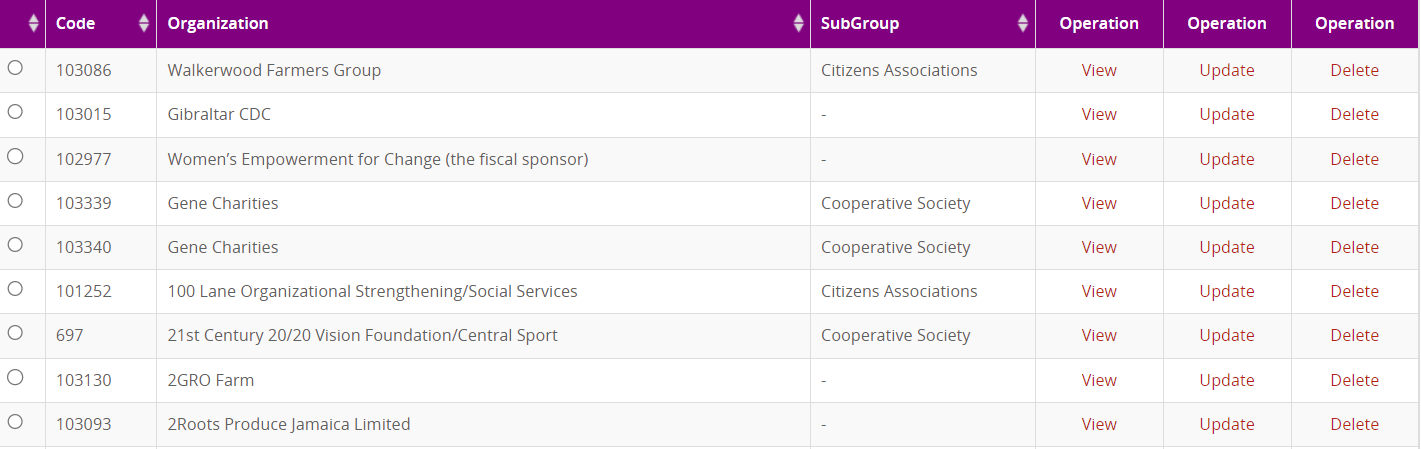 Code Organization SubGroup Operation Operation Operation
103086 Walkerwood Farmers Group Citizens Associations View Update Delete
103015 Gibraltar CDC - View Update Delete
102977 Women’s Empowerment for Change (the fiscal sponsor) - View Update Delete
103339 Gene Charities Cooperative Society View Update Delete
103340 Gene Charities Cooperative Society View Update Delete
101252 100 Lane Organizational Strengthening/Social Services Citizens Associations View Update Delete
697 21st Century 20/20 Vision Foundation/Central Sport Cooperative Society View Update Delete
103130 2GRO Farm - View Update Delete
103093 2Roots Produce Jamaica Limited - View Update Delete